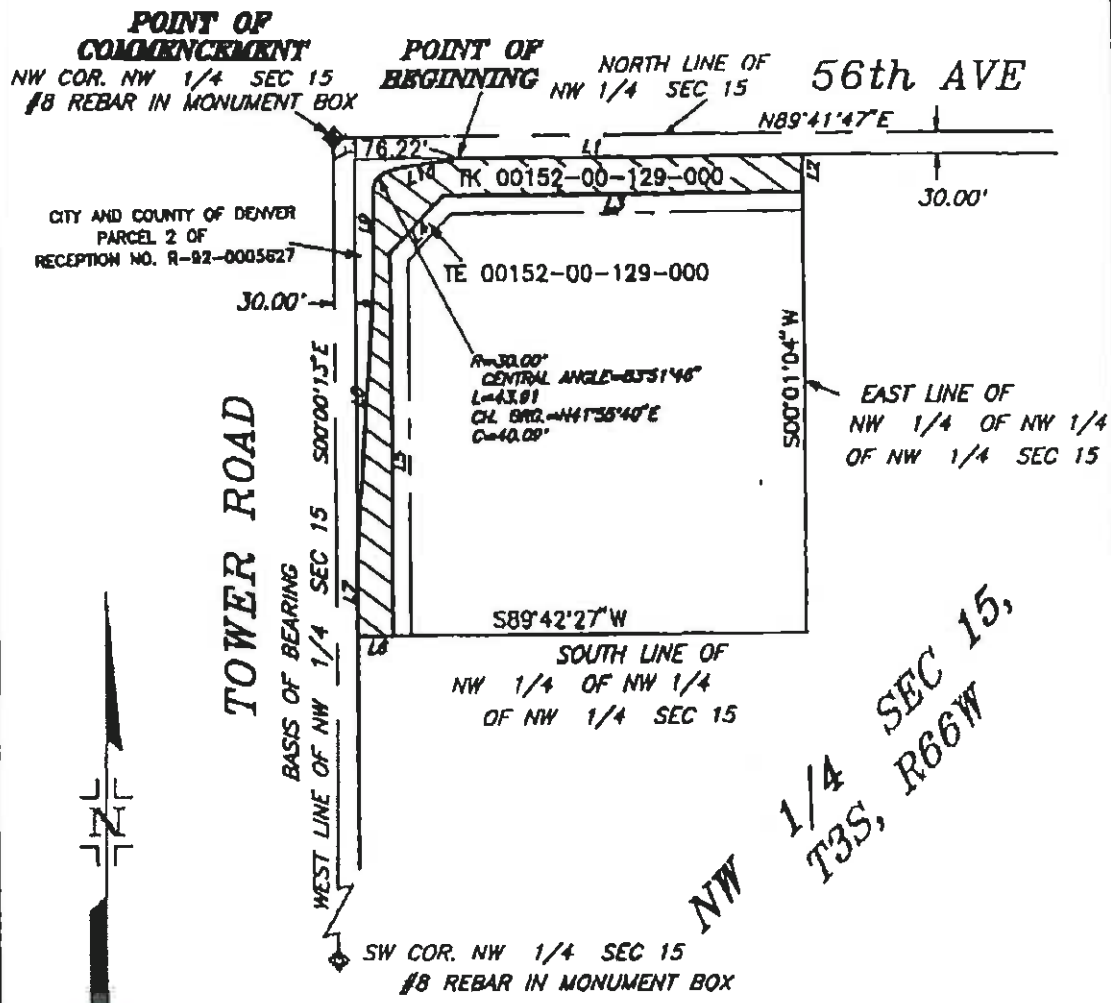 POINT OF
COMMENCEMENT
NW COR. NW 1/4 SEC 15
#8 REBAR IN MONUMENT BOX
POINT OF
BEGINNING
NORTH LINE OF
NW 1/4 SEC 15
56th AVE
N89°41'47"E
76.22'
L1
L2
30.00'
TK 00152-00-129-000
L3
CITY AND COUNTY OF DENVER
PARCEL 2 OF
RECEPTION NO. R-92-0005627
TE 00152-00-129-000
30.00'
R=30.00'
CENTRAL ANGLE=83°51'46"
L=43.91
CH. BRG.=N41°55'40"E
C=40.09'
S00°01'04"W
EAST LINE OF
NW 1/4 OF NW 1/4
OF NW 1/4 SEC 15
TOWER ROAD
BASIS OF BEARING
WEST LINE OF NW 1/4 SEC 15 S00°00'13"E
L5
L7
L6
S89°42'27"W
SOUTH LINE OF
NW 1/4 OF NW 1/4
OF NW 1/4 SEC 15
NW 1/4 SEC 15,
T3S, R66W
N
SW COR. NW 1/4 SEC 15
#8 REBAR IN MONUMENT BOX